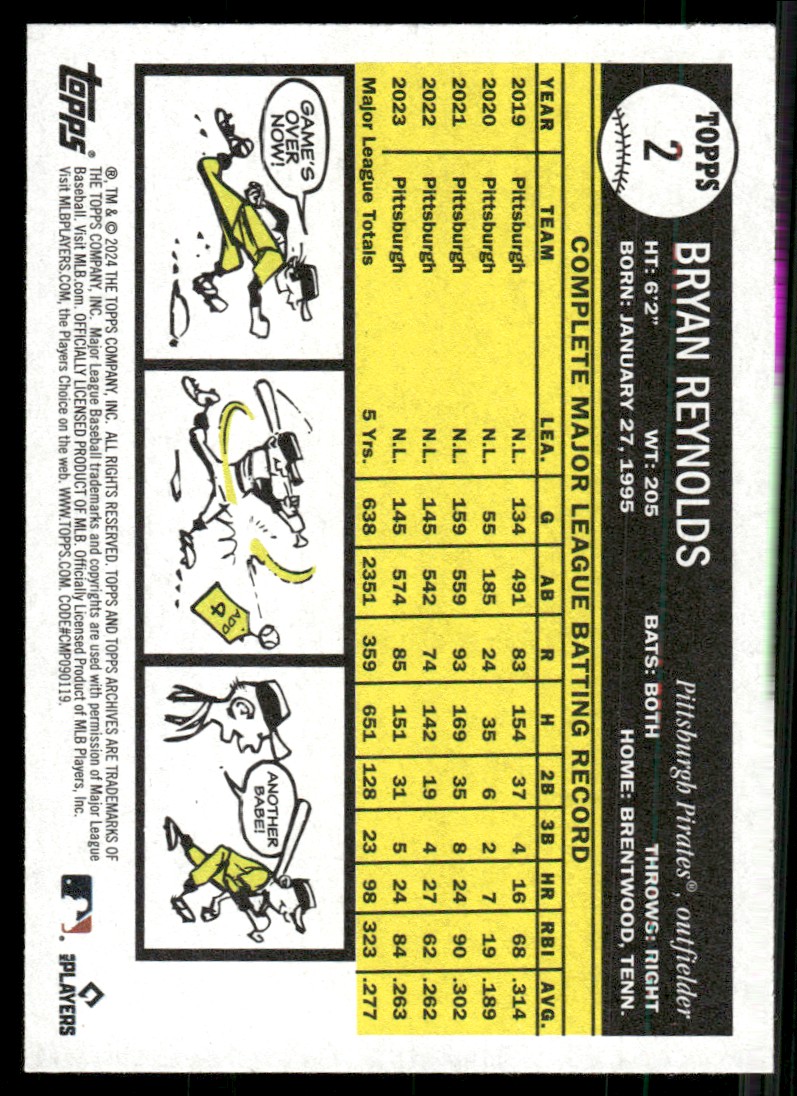 TOPPS
2
BRYAN REYNOLDS
Pittsburgh Pirates®, outfielder
HT: 6'2" WT: 205 BATS: BOTH THROWS: RIGHT
BORN: JANUARY 27, 1995 HOME: BRENTWOOD, TENN.
COMPLETE MAJOR LEAGUE BATTING RECORD
YEAR TEAM LEA. G AB R H 2B 3B HR RBI AVG.
2019 Pittsburgh N.L. 134 491 83 154 37 4 16 68 .314
2020 Pittsburgh N.L. 55 185 24 35 6 2 7 19 .189
2021 Pittsburgh N.L. 159 559 93 169 35 8 24 90 .302
2022 Pittsburgh N.L. 145 542 74 142 19 4 27 62 .262
2023 Pittsburgh N.L. 145 574 85 151 31 5 24 84 .263
Major League Totals 5 Yrs. 638 2351 359 651 128 23 98 323 .277
GAME'S
OVER
NOW!
ADD
4
ANOTHER
BABE!
topps®
®, TM & © 2024 THE TOPPS COMPANY, INC. ALL RIGHTS RESERVED. TOPPS AND TOPPS ARCHIVES ARE TRADEMARKS OF
THE TOPPS COMPANY, INC. Major League Baseball trademarks and copyrights are used with permission of Major League
Baseball. Visit MLB.com. OFFICIALLY LICENSED PRODUCT OF MLB. Officially Licensed Product of MLB Players, Inc.
Visit MLBPLAYERS.COM, the Players Choice on the web. WWW.TOPPS.COM. CODE#CMP090119.
MLB PLAYERS